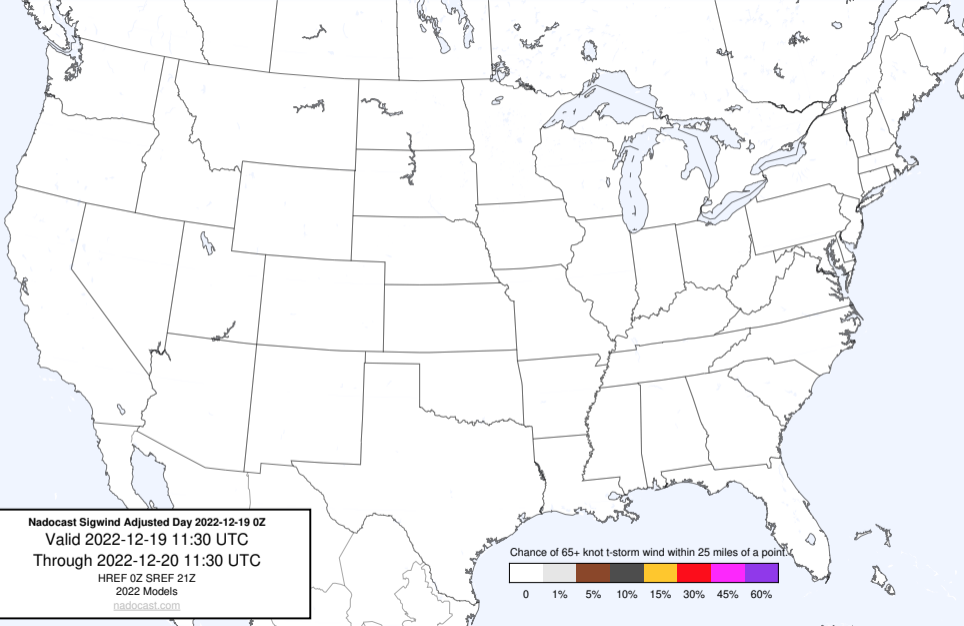 Nadocast Sigwind Adjusted Day 2022-12-19 0Z
Valid 2022-12-19 11:30 UTC
Through 2022-12-20 11:30 UTC
HREF 0Z SREF 21Z
2022 Models
nadocast.com
Chance of 65+ knot t-storm wind within 25 miles of a point.
0 1% 5% 10% 15% 30% 45% 60%